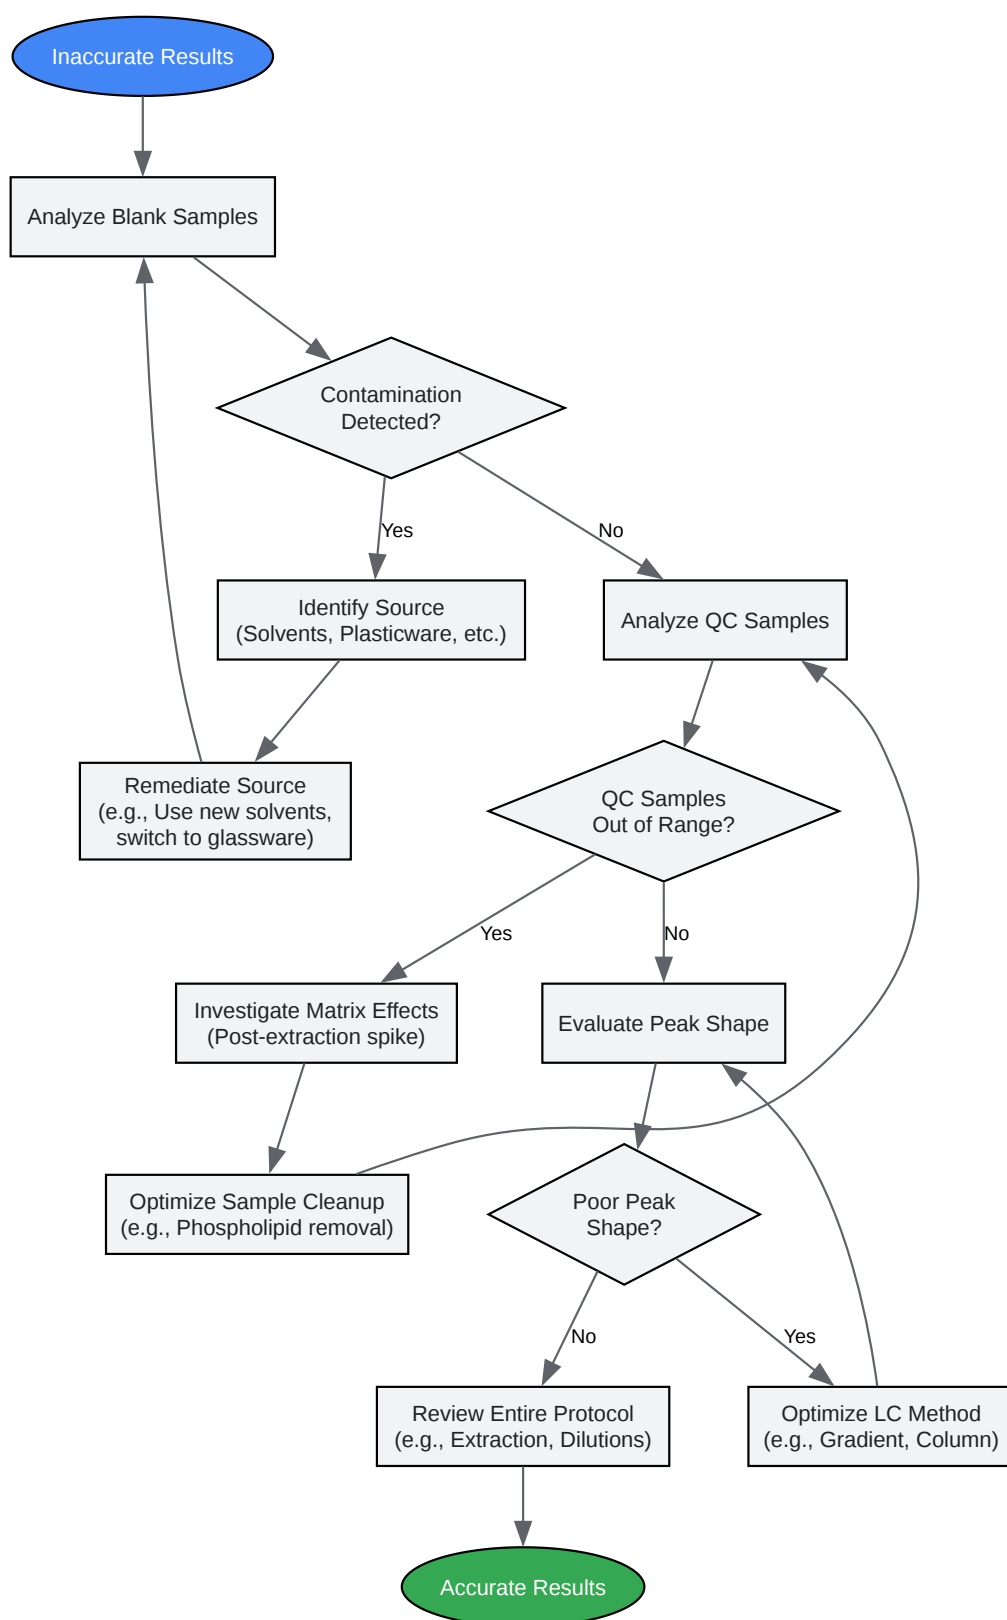 Inaccurate Results
Analyze Blank Samples
Contamination
Detected?
Yes
No
Identify Source
(Solvents, Plasticware, etc.)
Analyze QC Samples
Remediate Source
(e.g., Use new solvents,
switch to glassware)
QC Samples
Out of Range?
Yes
No
Investigate Matrix Effects
(Post-extraction spike)
Evaluate Peak Shape
Optimize Sample Cleanup
(e.g., Phospholipid removal)
Poor Peak
Shape?
No
Yes
Review Entire Protocol
(e.g., Extraction, Dilutions)
Optimize LC Method
(e.g., Gradient, Column)
Accurate Results